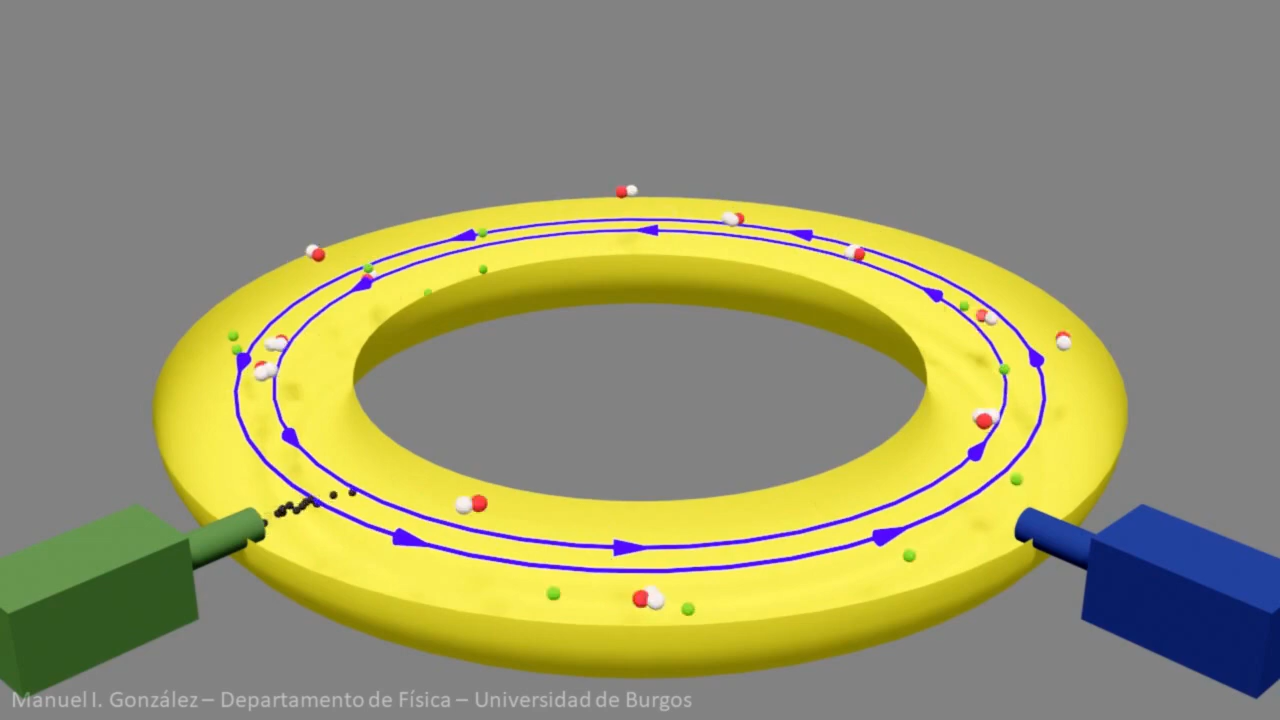 Manuel I. González – Departamento de Física – Universidad de Burgos